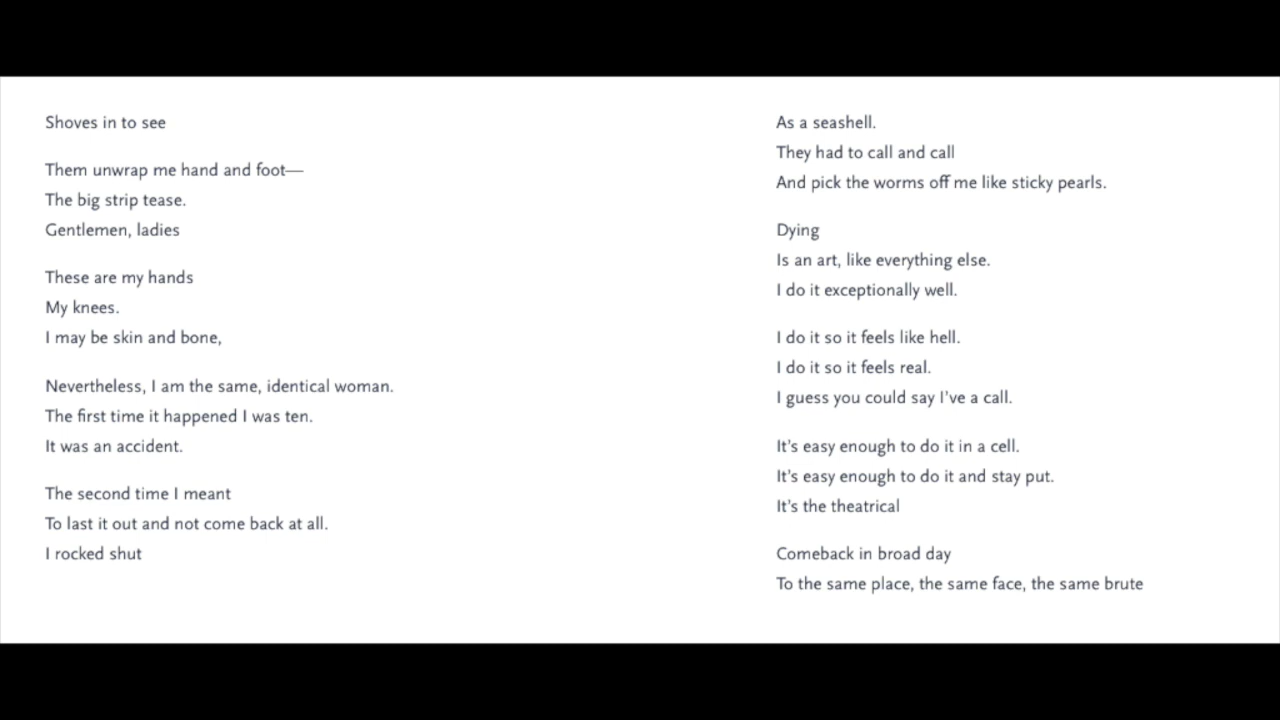 Shoves in to see
Them unwrap me hand and foot—
The big strip tease.
Gentlemen, ladies
These are my hands
My knees.
I may be skin and bone,
Nevertheless, I am the same, identical woman.
The first time it happened I was ten.
It was an accident.
The second time I meant
To last it out and not come back at all.
I rocked shut
As a seashell.
They had to call and call
And pick the worms off me like sticky pearls.
Dying
Is an art, like everything else.
I do it exceptionally well.
I do it so it feels like hell.
I do it so it feels real.
I guess you could say I’ve a call.
It’s easy enough to do it in a cell.
It’s easy enough to do it and stay put.
It’s the theatrical
Comeback in broad day
To the same place, the same face, the same brute